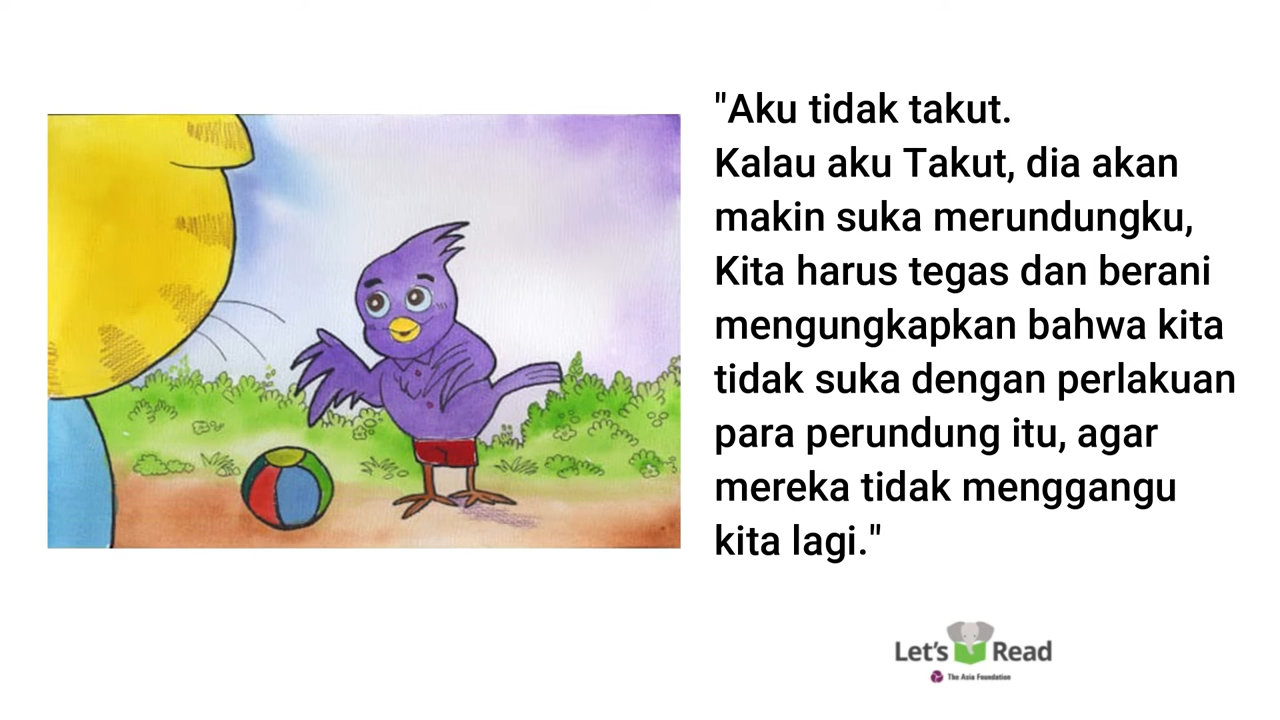 "Aku tidak takut.
Kalau aku Takut, dia akan
makin suka merundungku,
Kita harus tegas dan berani
mengungkapkan bahwa kita
tidak suka dengan perlakuan
para perundung itu, agar
mereka tidak menggangu
kita lagi."
Let's Read
The Asia Foundation